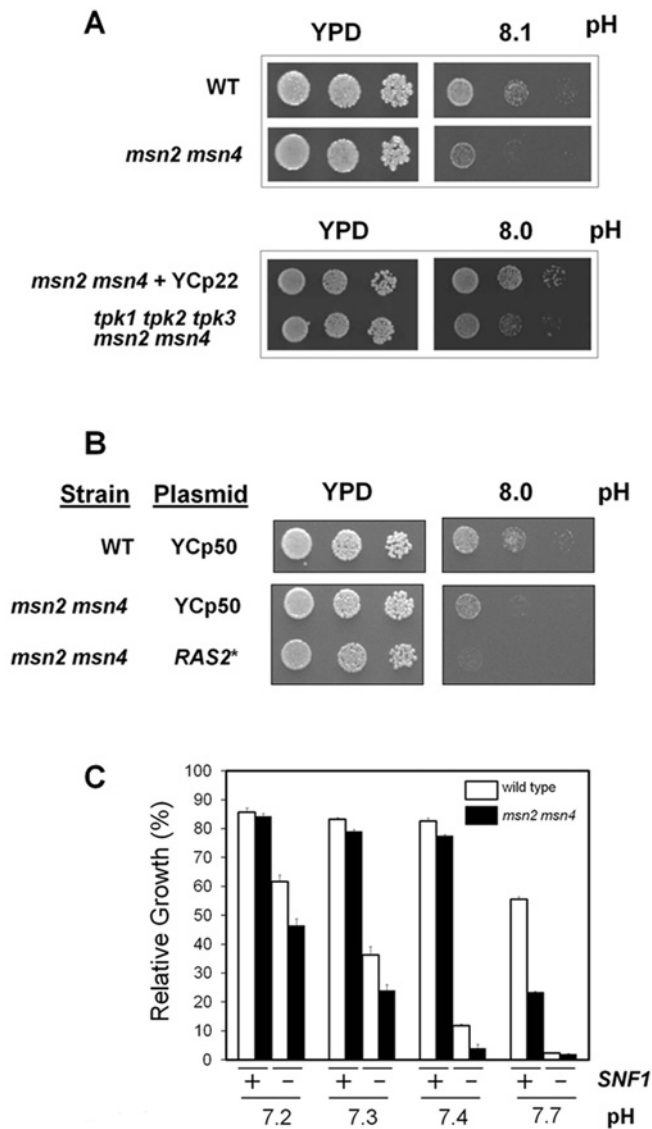 A
YPD 8.1 pH
WT
msn2 msn4
YPD 8.0 pH
msn2 msn4 + YCp22
tpk1 tpk2 tpk3
msn2 msn4
B
Strain Plasmid YPD 8.0 pH
WT YCp50
msn2 msn4 YCp50
msn2 msn4 RAS2*
C
Relative Growth (%)
100
90
80
70
60
50
40
30
20
10
0
wild type
msn2 msn4
+ − + − + − + − SNF1
7.2 7.3 7.4 7.7 pH